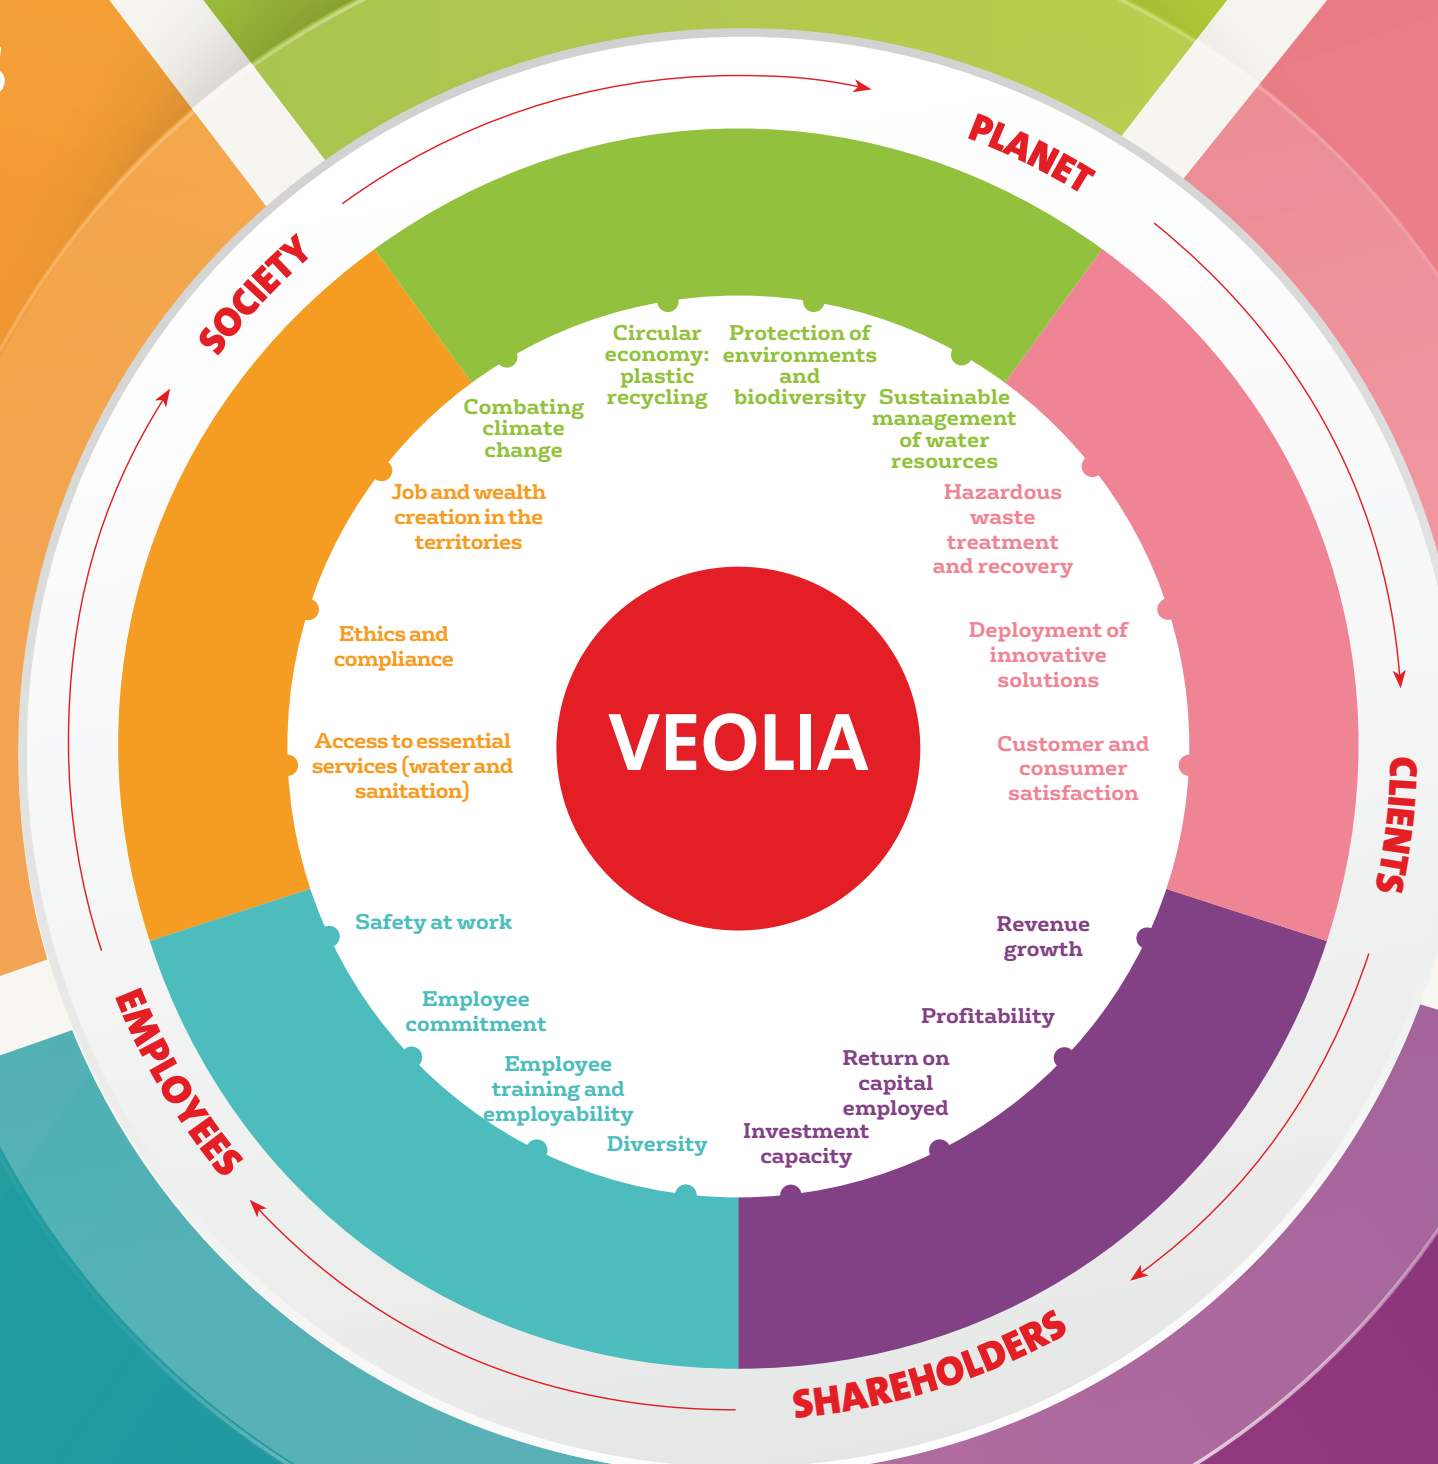 PLANET
SOCIETY
CLIENTS
EMPLOYEES
SHAREHOLDERS
Circular
economy:
plastic
recycling
Protection of
environments
and
biodiversity
Combating
climate
change
Sustainable
management
of water
resources
Job and wealth
creation in the
territories
Hazardous
waste
treatment
and recovery
Ethics and
compliance
Deployment of
innovative
solutions
Access to essential
services (water and
sanitation)
VEOLIA
Customer and
consumer
satisfaction
Safety at work
Revenue
growth
Employee
commitment
Profitability
Employee
training and
employability
Return on
capital
employed
Diversity
Investment
capacity